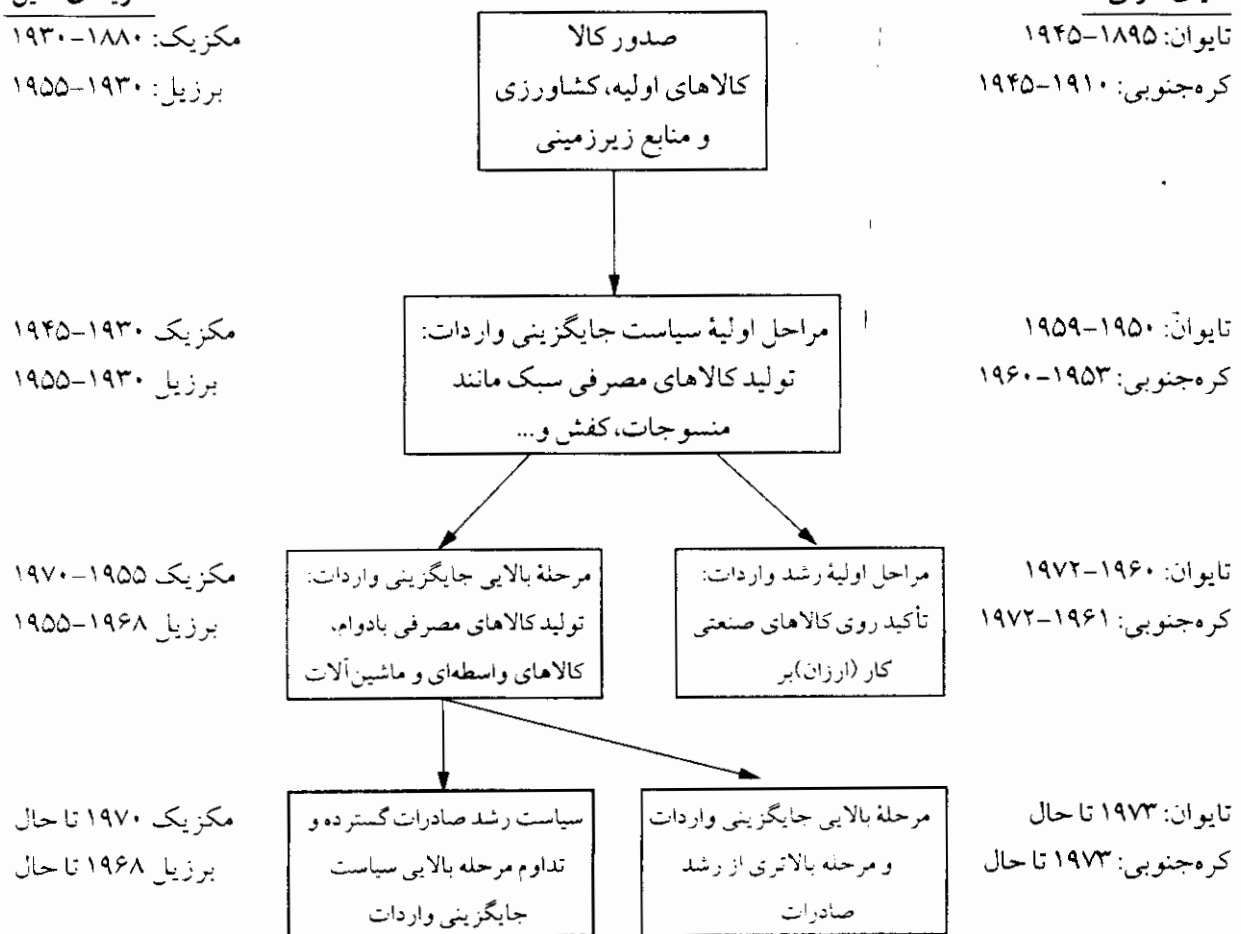 صدور کالا
کالاهای اولیه، کشاورزی
و منابع زیرزمینی
تایوان: ۱۸۹۵-۱۹۴۵
کره‌جنوبی: ۱۹۱۰-۱۹۴۵
مکزیک: ۱۸۸۰-۱۹۳۰
برزیل: ۱۹۳۰-۱۹۵۵
تایوان: ۱۹۵۰-۱۹۵۹
کره‌جنوبی: ۱۹۵۳-۱۹۶۰
مراحل اولیهٔ سیاست جایگزینی واردات:
تولید کالاهای مصرفی سبک مانند
منسوجات، کفش و...
مکزیک ۱۹۳۰-۱۹۴۵
برزیل ۱۹۳۰-۱۹۵۵
تایوان: ۱۹۶۰-۱۹۷۲
کره‌جنوبی: ۱۹۶۱-۱۹۷۲
مراحل اولیهٔ رشد واردات:
تأکید روی کالاهای صنعتی
کار (ارزان)بر
مرحلهٔ بالایی جایگزینی واردات:
تولید کالاهای مصرفی بادوام،
کالاهای واسطه‌ای و ماشین‌آلات
مکزیک ۱۹۵۵-۱۹۷۰
برزیل ۱۹۶۸-۱۹۵۵
تایوان: ۱۹۷۳ تا حال
کره‌جنوبی: ۱۹۷۳ تا حال
مرحلهٔ بالایی جایگزینی واردات
و مرحله بالاتری از رشد
صادرات
سیاست رشد صادرات گسترده و
تداوم مرحله بالایی سیاست
جایگزینی واردات
مکزیک ۱۹۷۰ تا حال
برزیل ۱۹۶۸ تا حال